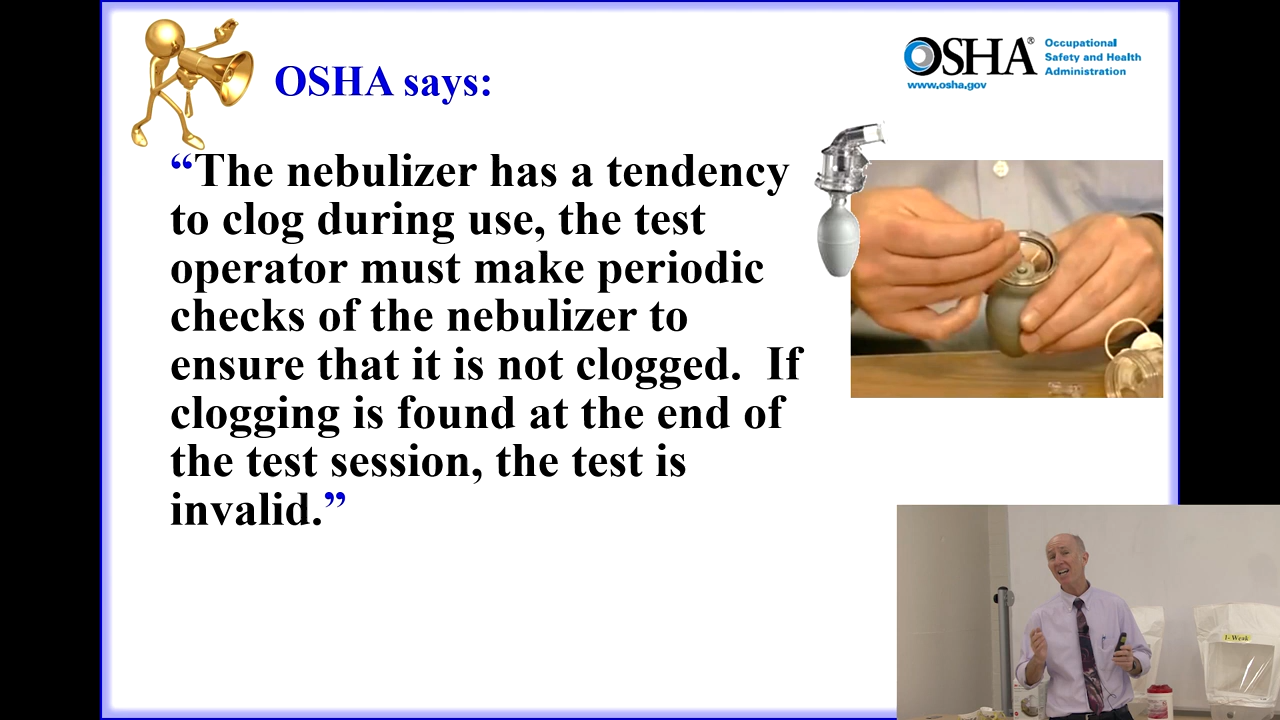 OSHA says:
OSHA® Occupational
Safety and Health
Administration
www.osha.gov
“The nebulizer has a tendency
to clog during use, the test
operator must make periodic
checks of the nebulizer to
ensure that it is not clogged.  If
clogging is found at the end of
the test session, the test is
invalid.”
1- Weak